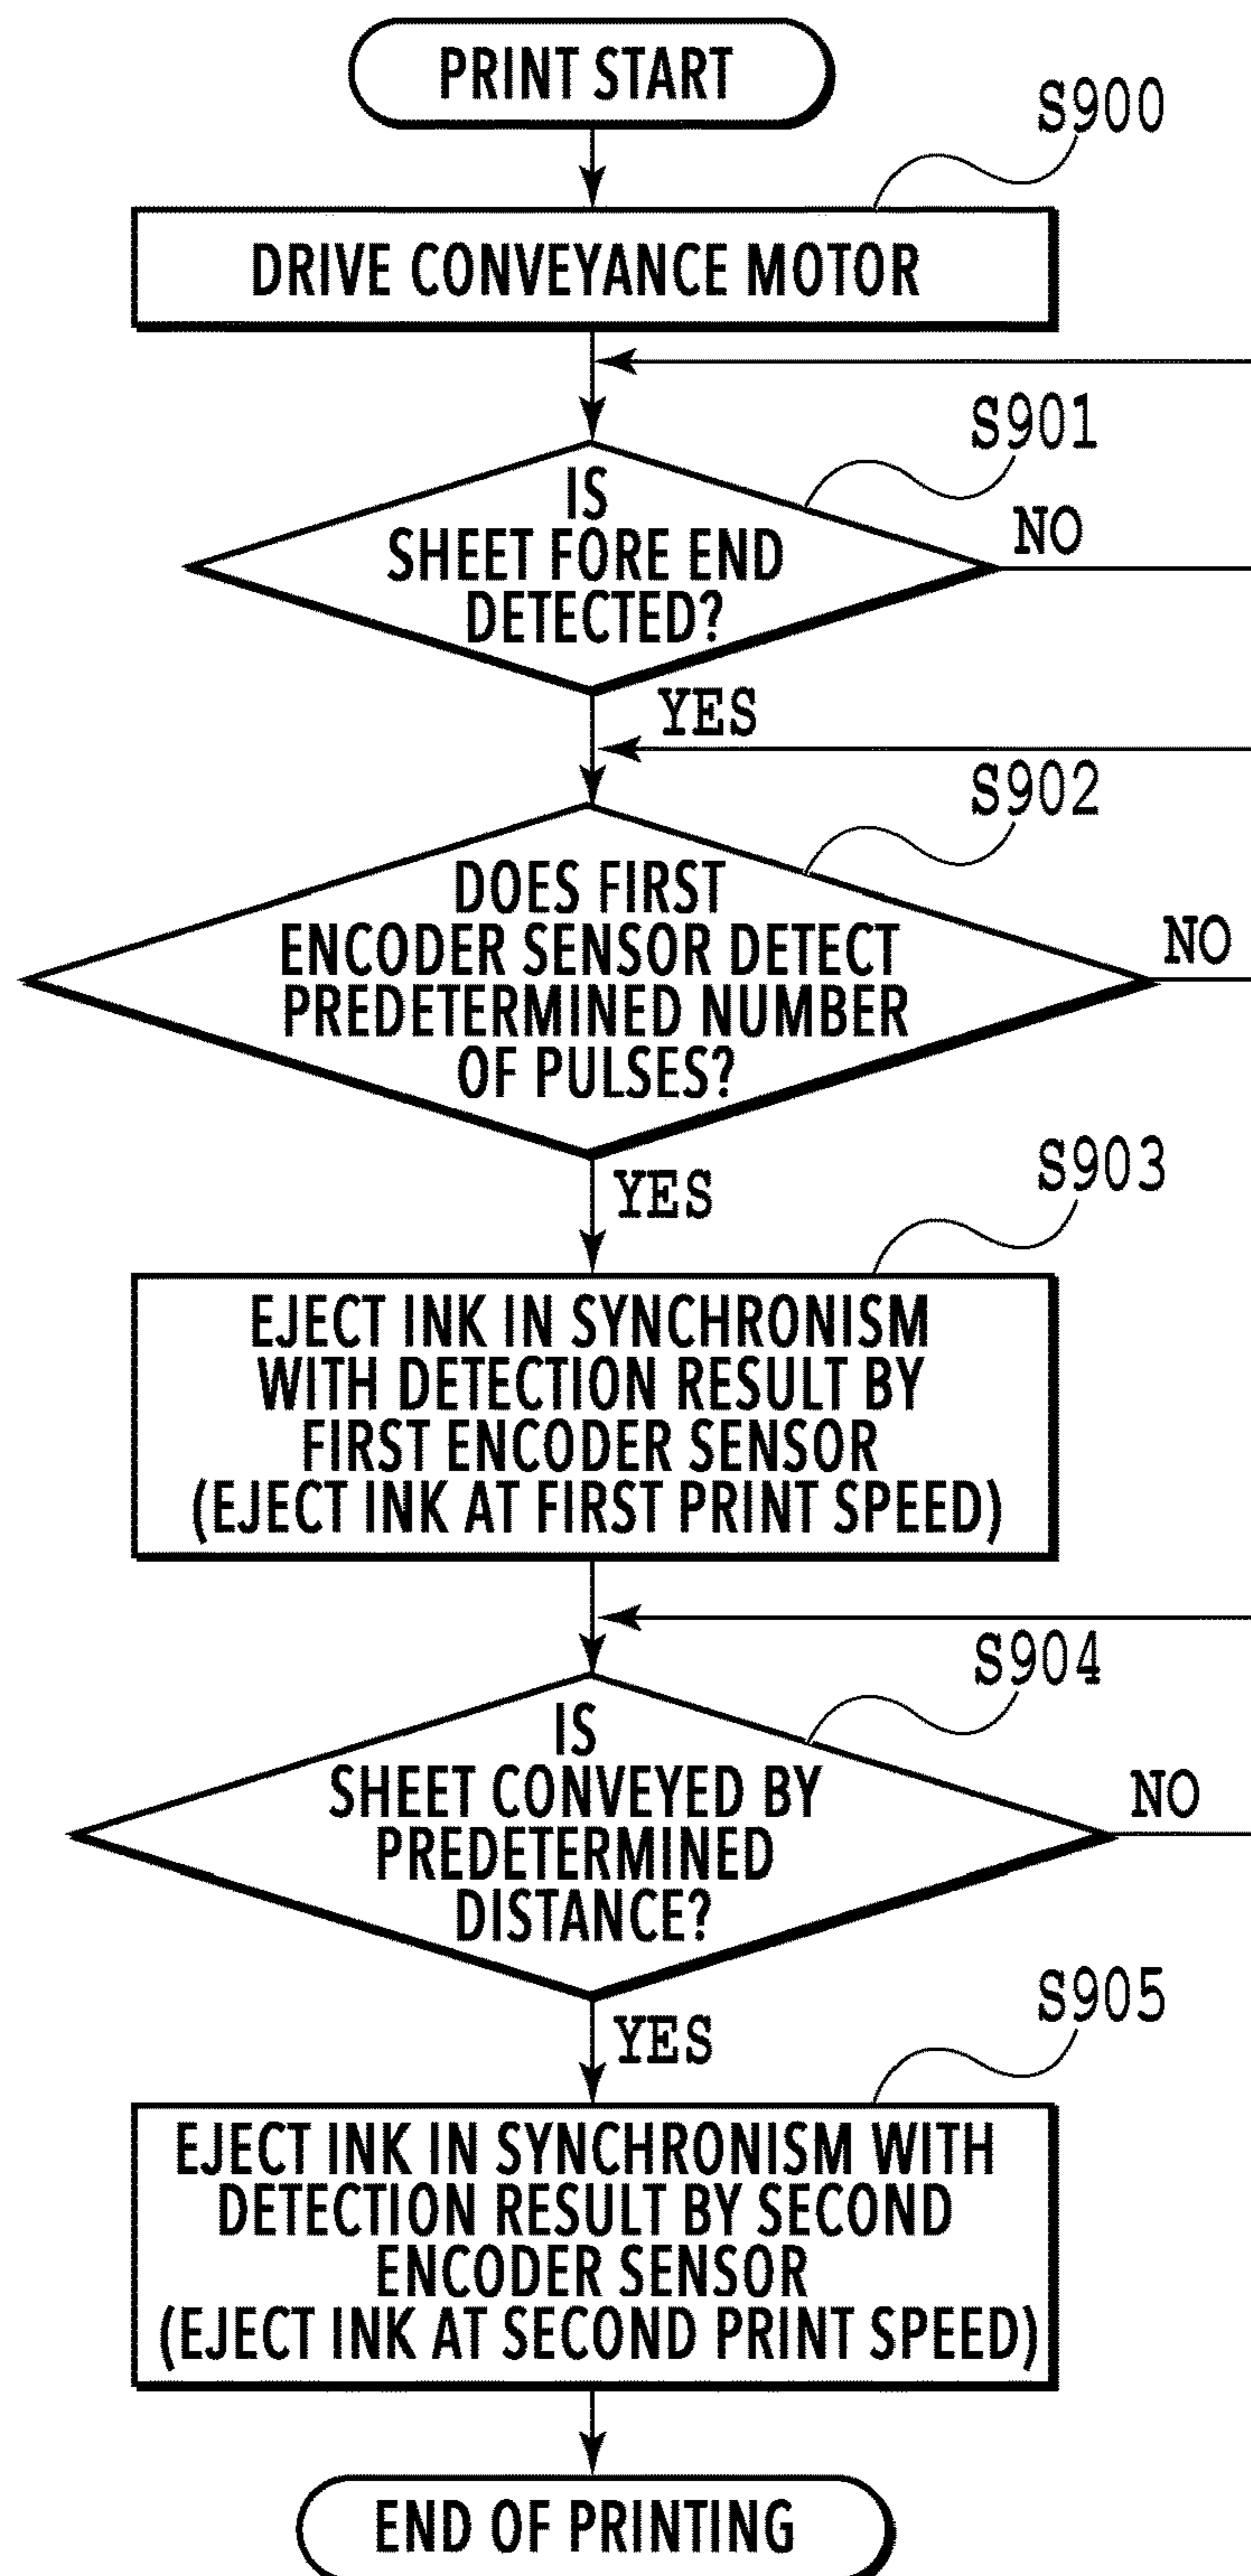 PRINT START
S900
DRIVE CONVEYANCE MOTOR
S901
IS
SHEET FORE END
DETECTED?
NO
YES
S902
DOES FIRST
ENCODER SENSOR DETECT
PREDETERMINED NUMBER
OF PULSES?
NO
YES
S903
EJECT INK IN SYNCHRONISM
WITH DETECTION RESULT BY
FIRST ENCODER SENSOR
(EJECT INK AT FIRST PRINT SPEED)
S904
IS
SHEET CONVEYED BY
PREDETERMINED
DISTANCE?
NO
YES
S905
EJECT INK IN SYNCHRONISM WITH
DETECTION RESULT BY SECOND
ENCODER SENSOR
(EJECT INK AT SECOND PRINT SPEED)
END OF PRINTING